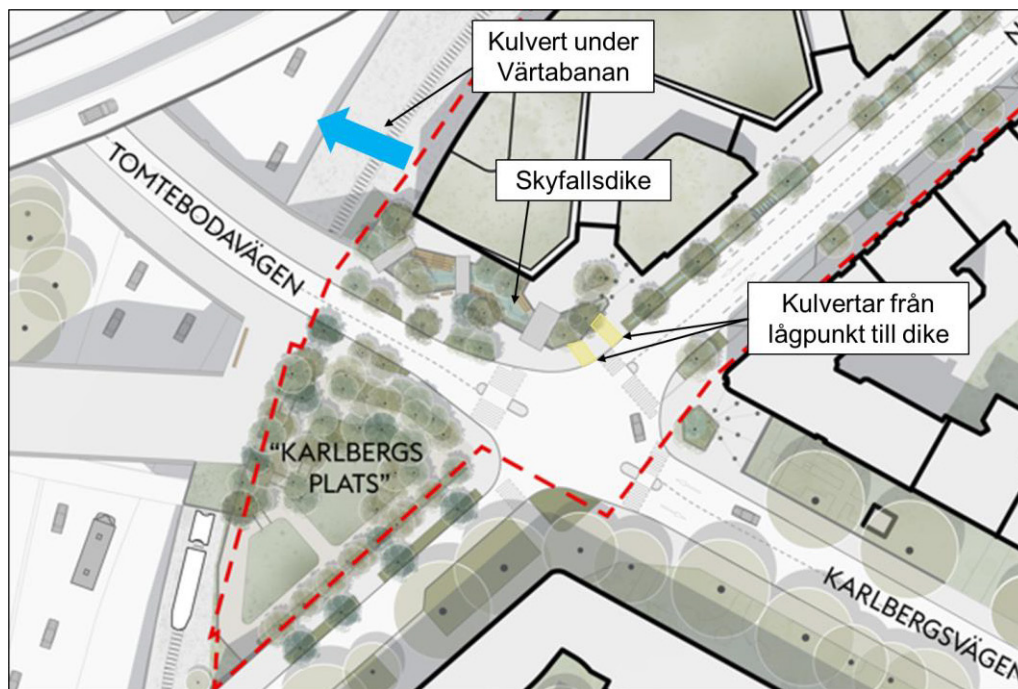 Kulvert under
Värtabanan
Skyfallsdike
TOMTEBODAVÄGEN
Kulvertar från
lågpunkt till dike
"KARLBERGS
PLATS"
KARLBERGSVÄGEN